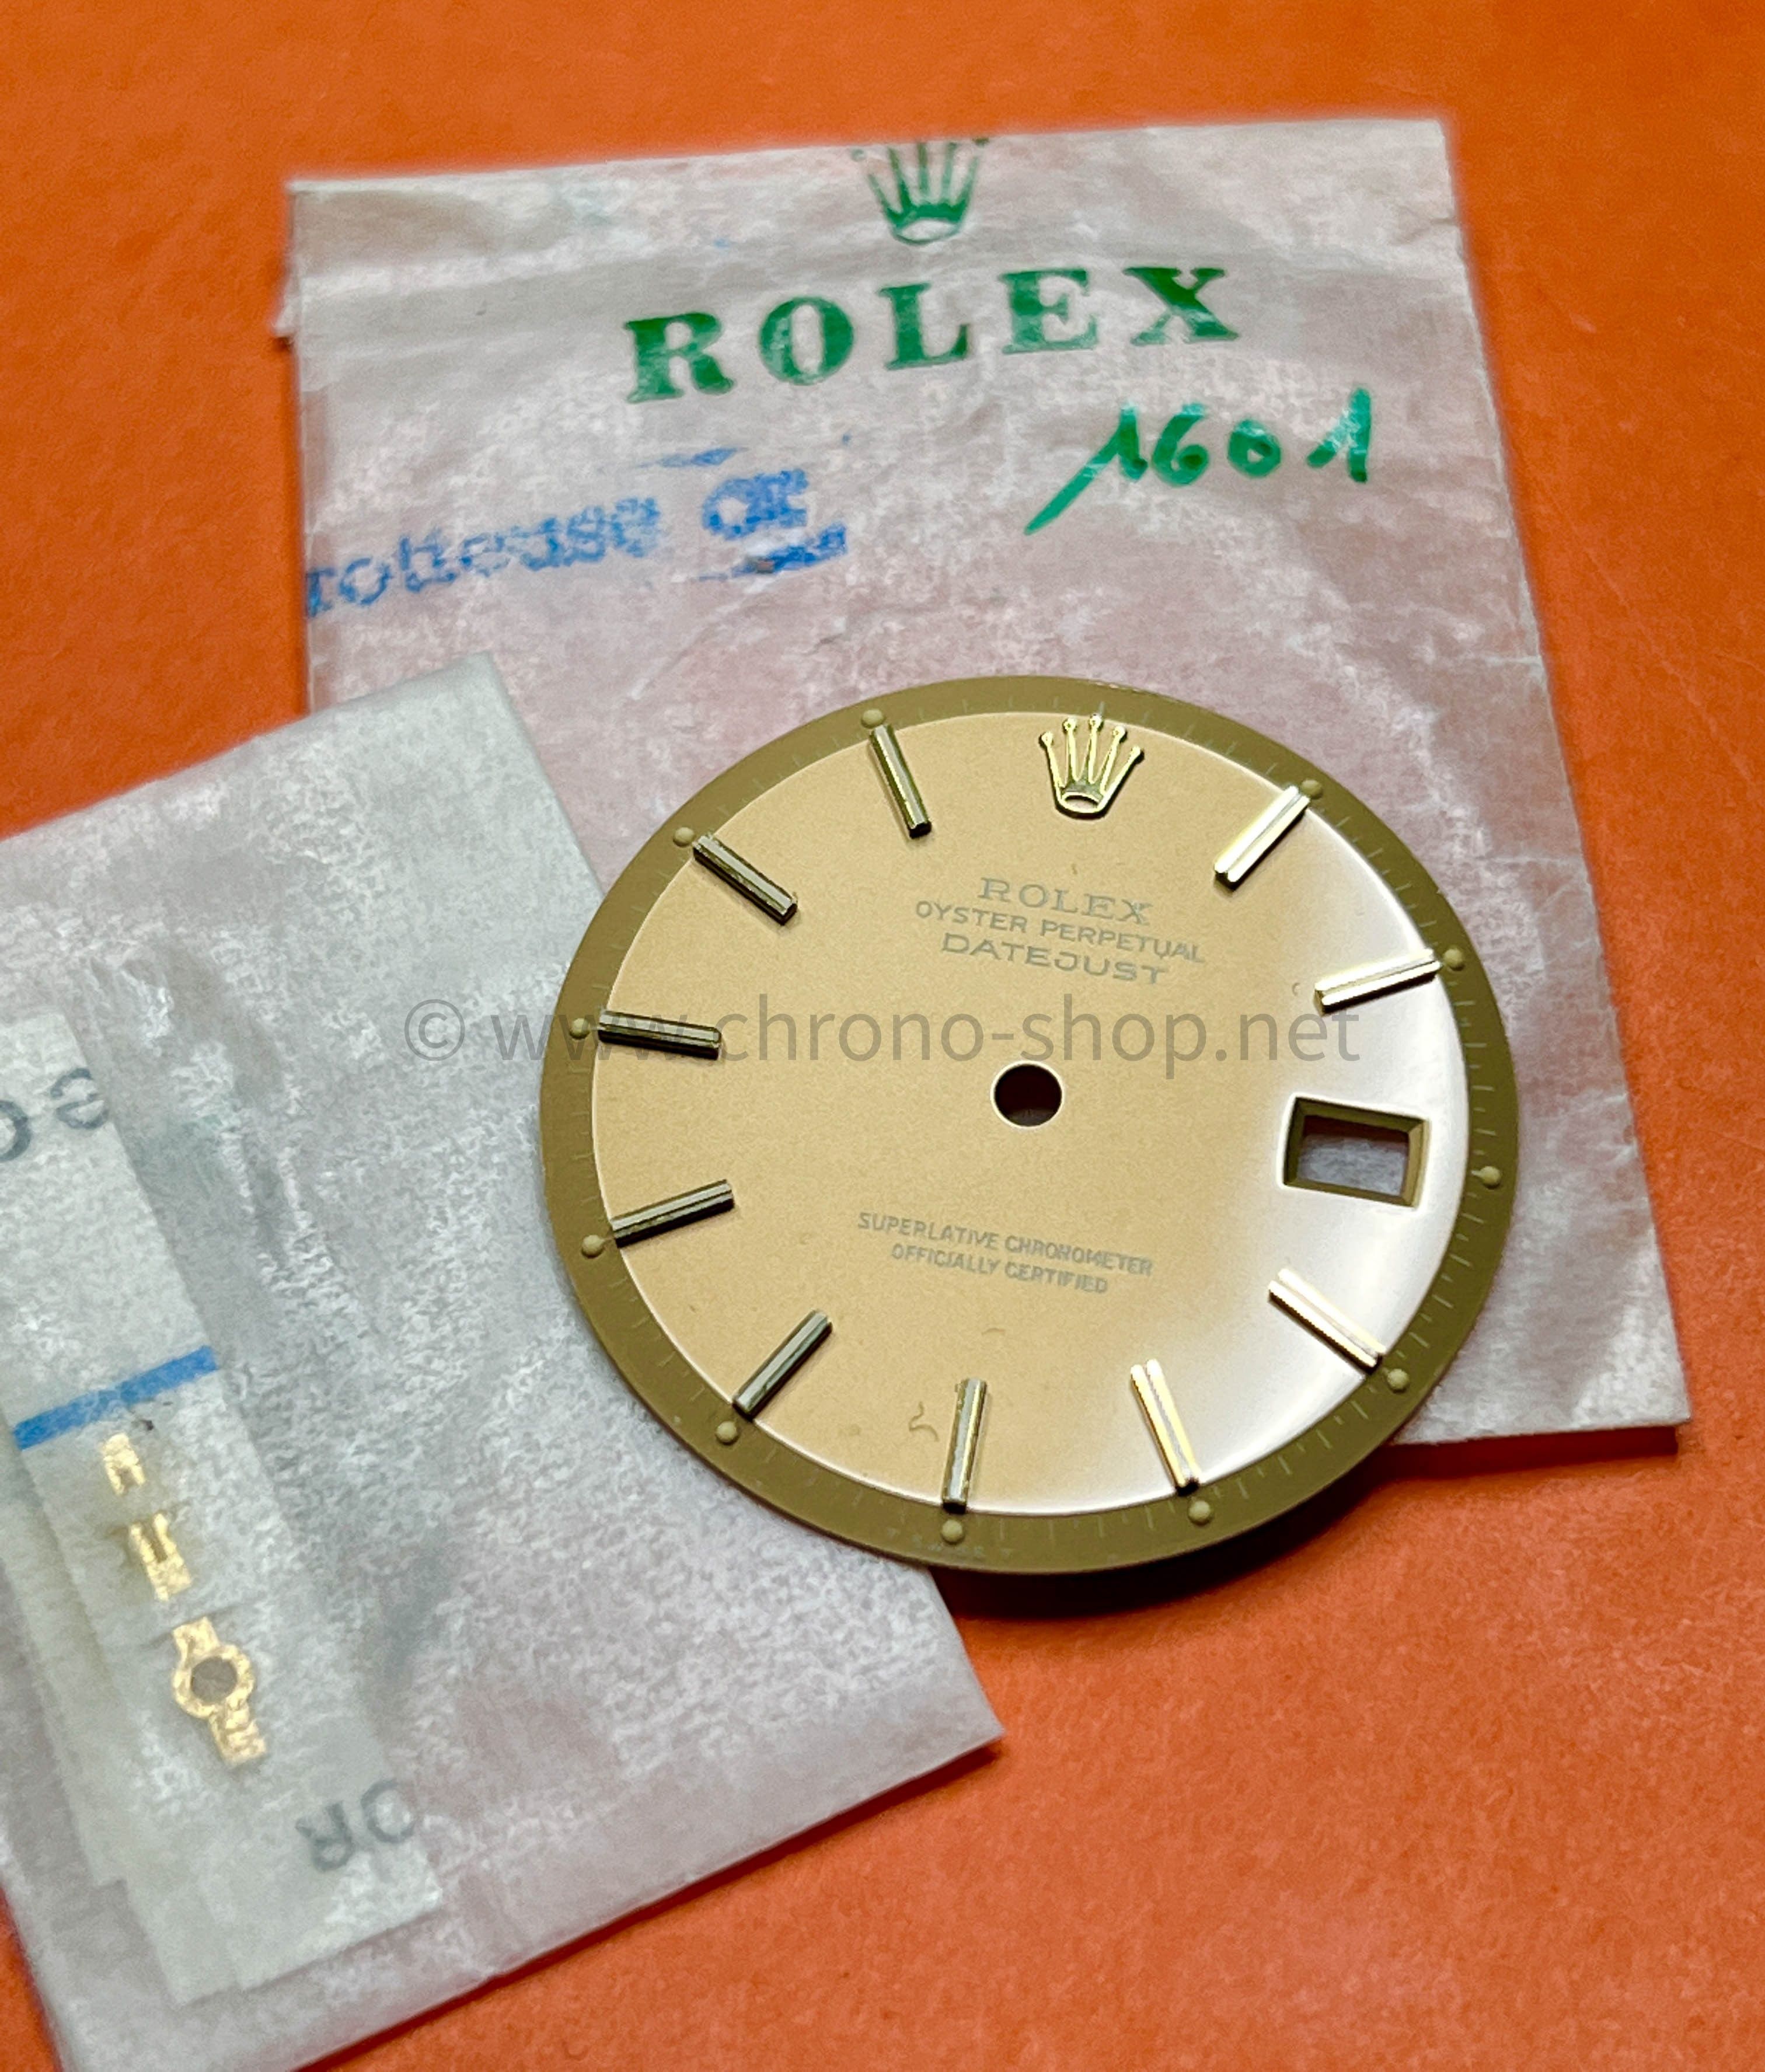 ROLEX
1601
ROLEX
OYSTER PERPETUAL
DATEJUST
© www.chrono-shop.net
SUPERLATIVE CHRONOMETER
OFFICIALLY CERTIFIED